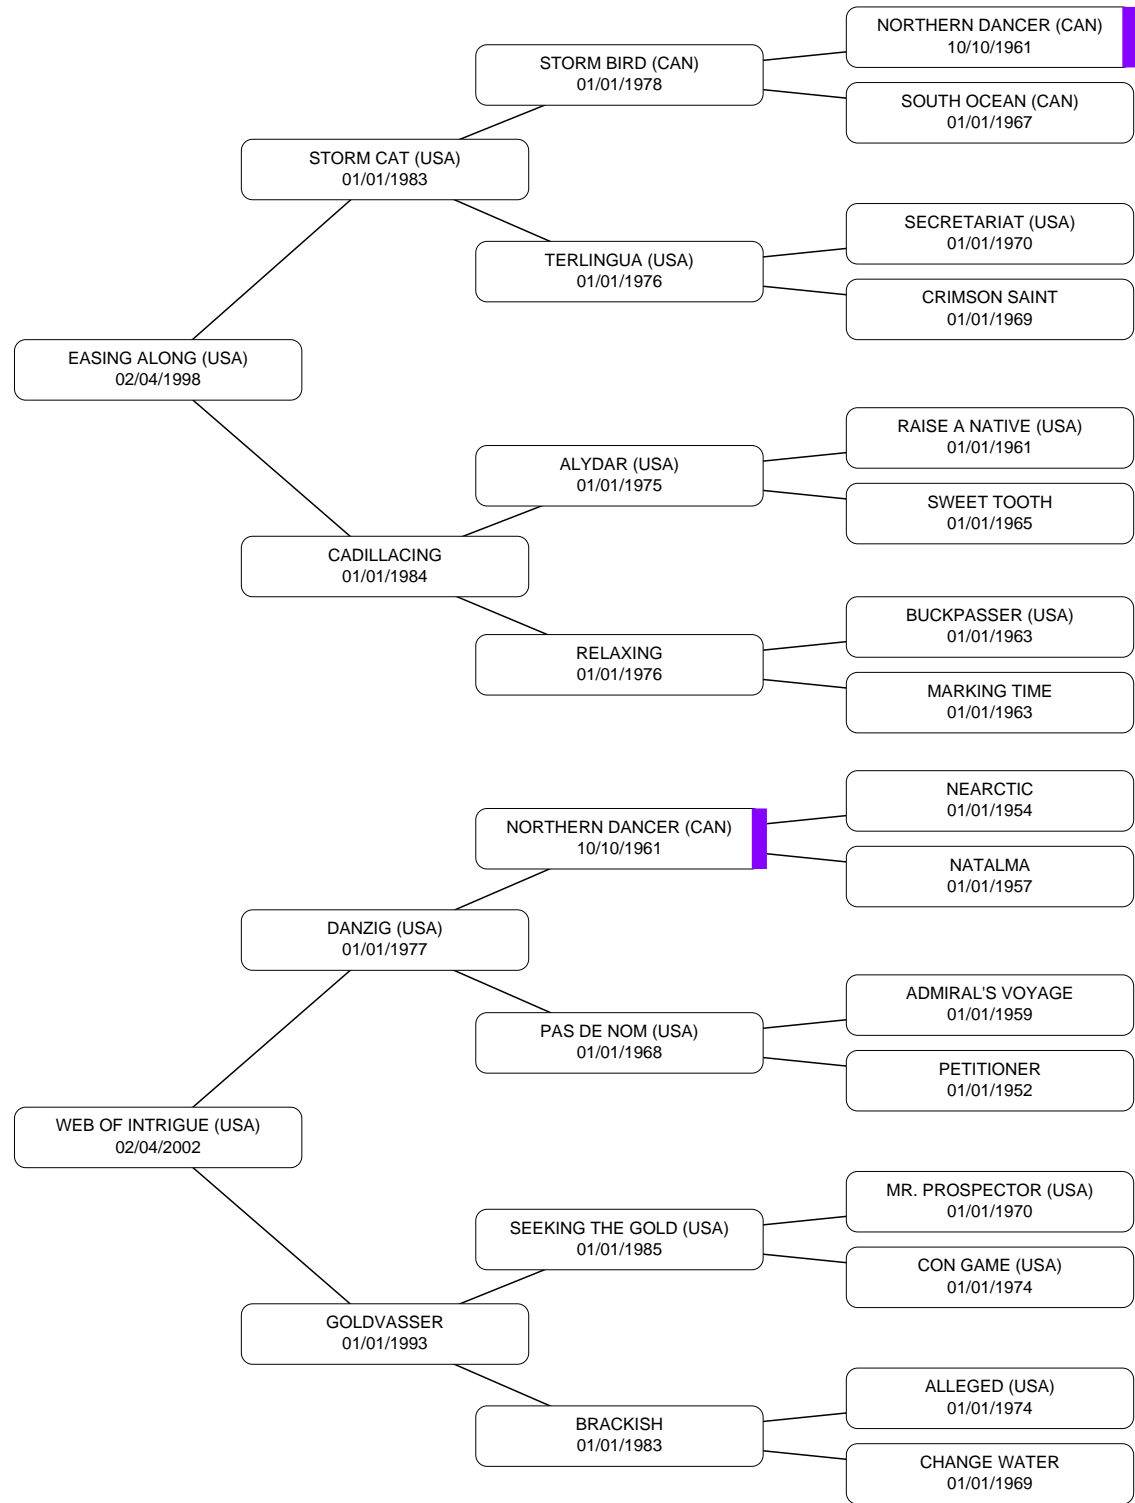 NORTHERN DANCER (CAN)
10/10/1961
STORM BIRD (CAN)
01/01/1978
SOUTH OCEAN (CAN)
01/01/1967
STORM CAT (USA)
01/01/1983
SECRETARIAT (USA)
01/01/1970
TERLINGUA (USA)
01/01/1976
CRIMSON SAINT
01/01/1969
EASING ALONG (USA)
02/04/1998
RAISE A NATIVE (USA)
01/01/1961
ALYDAR (USA)
01/01/1975
SWEET TOOTH
01/01/1965
CADILLACING
01/01/1984
BUCKPASSER (USA)
01/01/1963
RELAXING
01/01/1976
MARKING TIME
01/01/1963
NEARCTIC
01/01/1954
NORTHERN DANCER (CAN)
10/10/1961
NATALMA
01/01/1957
DANZIG (USA)
01/01/1977
ADMIRAL'S VOYAGE
01/01/1959
PAS DE NOM (USA)
01/01/1968
PETITIONER
01/01/1952
WEB OF INTRIGUE (USA)
02/04/2002
MR. PROSPECTOR (USA)
01/01/1970
SEEKING THE GOLD (USA)
01/01/1985
CON GAME (USA)
01/01/1974
GOLDVASSER
01/01/1993
ALLEGED (USA)
01/01/1974
BRACKISH
01/01/1983
CHANGE WATER
01/01/1969